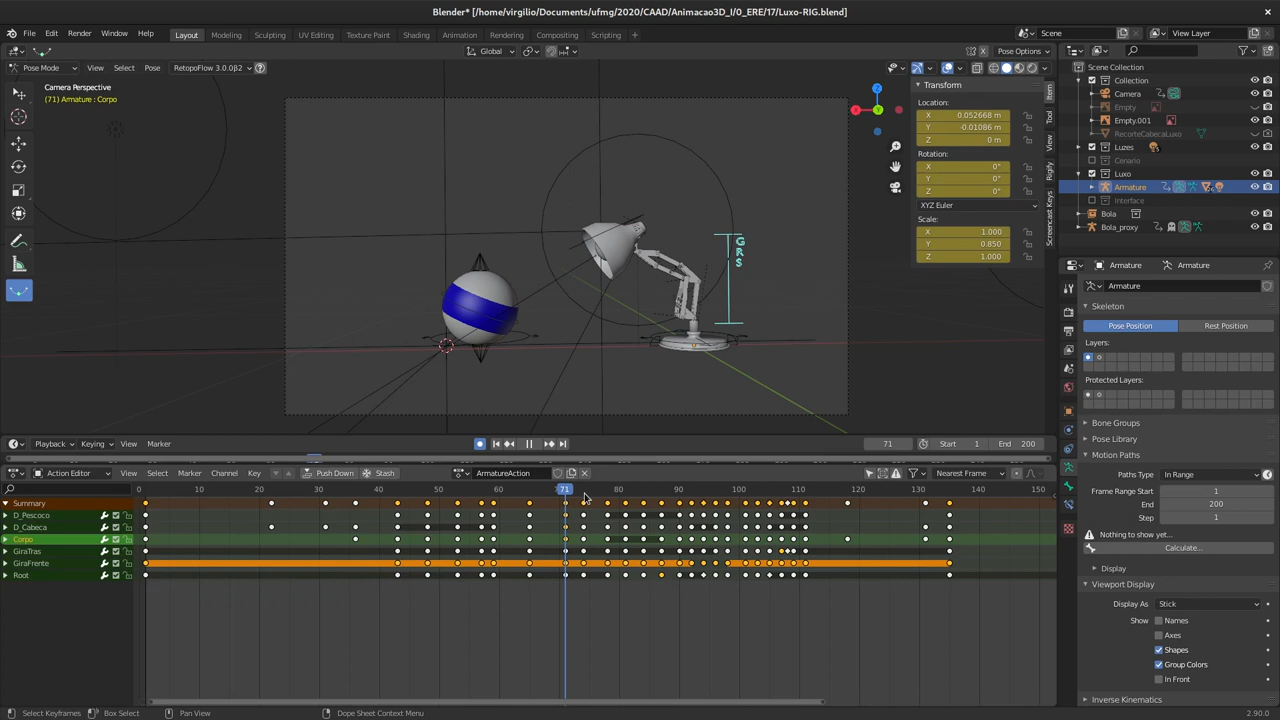 Blender* [/home/virgilio/Documents/ufmg/2020/CAAD/Animacao3D_I/0_ERE/17/Luxo-RIG.blend]
File Edit Render Window Help Layout Modeling Sculpting UV Editing Texture Paint Shading Animation Rendering Compositing Scripting Scene View Layer
Global Pose Options
Pose Mode View Select Pose RetopoFlow 3.0.0β2
Camera Perspective
(71) Armature : Corpo
Z
X
Y
G
R
S
Transform
Location:
X 0.052668 m
Y -0.01086 m
Z 0 m
Rotation:
X 0°
Y 0°
Z 0°
XYZ Euler
Scale:
X 1.000
Y 0.850
Z 1.000
Item
Tool
View
Rigify
Screencast Keys
Scene Collection
Collection
Camera
Empty
Empty.001
RecorteCabecaLuxo
Luzes
Cenario
Luxo
Armature
Interface
Bola
Bola_proxy
Armature Armature
Armature
Skeleton
Pose Position Rest Position
Layers:
Protected Layers:
Bone Groups
Pose Library
Motion Paths
Paths Type In Range
Frame Range Start 1
End 200
Step 1
Nothing to show yet...
Calculate...
Display
Viewport Display
Display As Stick
Show Names
Axes
Shapes
Group Colors
In Front
Inverse Kinematics
Playback Keying View Marker 71 Start 1 End 200
Action Editor View Select Marker Channel Key Push Down Stash ArmatureAction Nearest Frame
0 10 20 30 40 50 60 71 80 90 100 110 120 130 140 150
Summary
D_Pescoco
D_Cabeca
Corpo
GiraTras
GiraFrente
Root
Select Keyframes Box Select Pan View Dope Sheet Context Menu 2.90.0